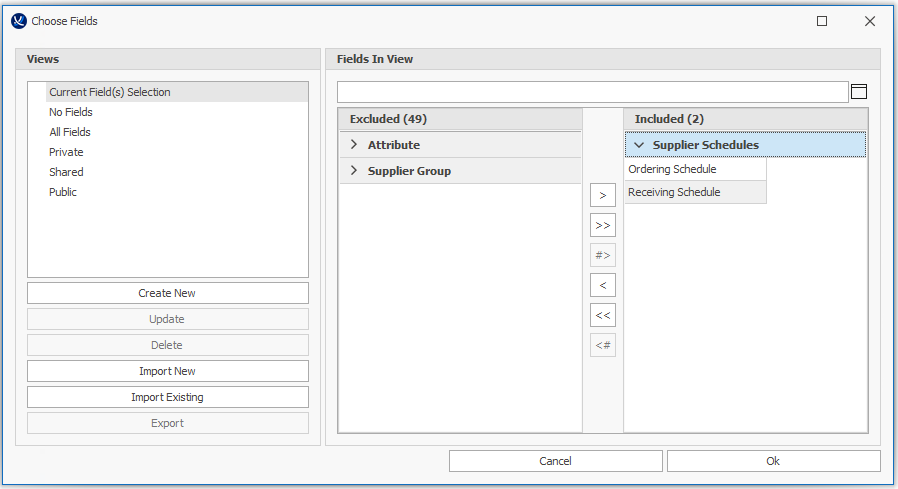 Choose Fields
Views
Current Field(s) Selection
No Fields
All Fields
Private
Shared
Public
Create New
Update
Delete
Import New
Import Existing
Export
Fields In View
Excluded (49)
Attribute
Supplier Group
>
>>
#>
<
<<
<#
Included (2)
Supplier Schedules
Ordering Schedule
Receiving Schedule
Cancel
Ok